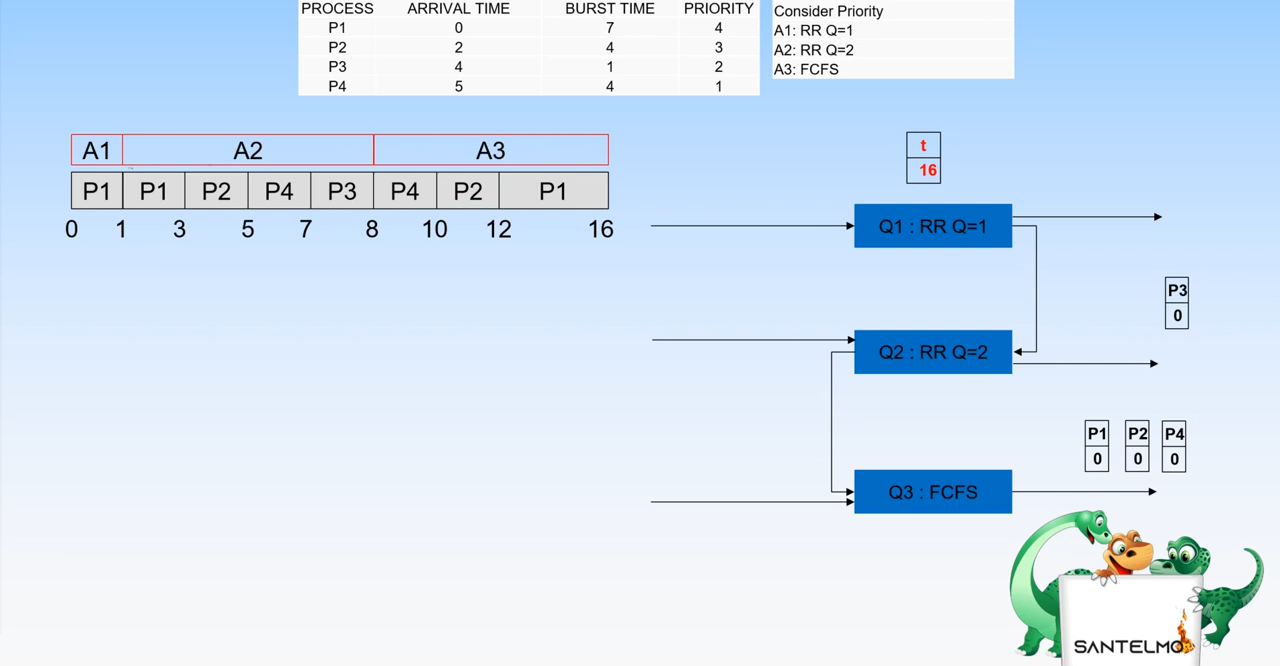 PROCESS ARRIVAL TIME BURST TIME PRIORITY
P1 0 7 4
P2 2 4 3
P3 4 1 2
P4 5 4 1
Consider Priority
A1: RR Q=1
A2: RR Q=2
A3: FCFS
A1 A2 A3
P1 P1 P2 P4 P3 P4 P2 P1
0 1 3 5 7 8 10 12 16
t
16
Q1 : RR Q=1
P3
0
Q2 : RR Q=2
P1 P2 P4
0 0 0
Q3 : FCFS
SANTELMO